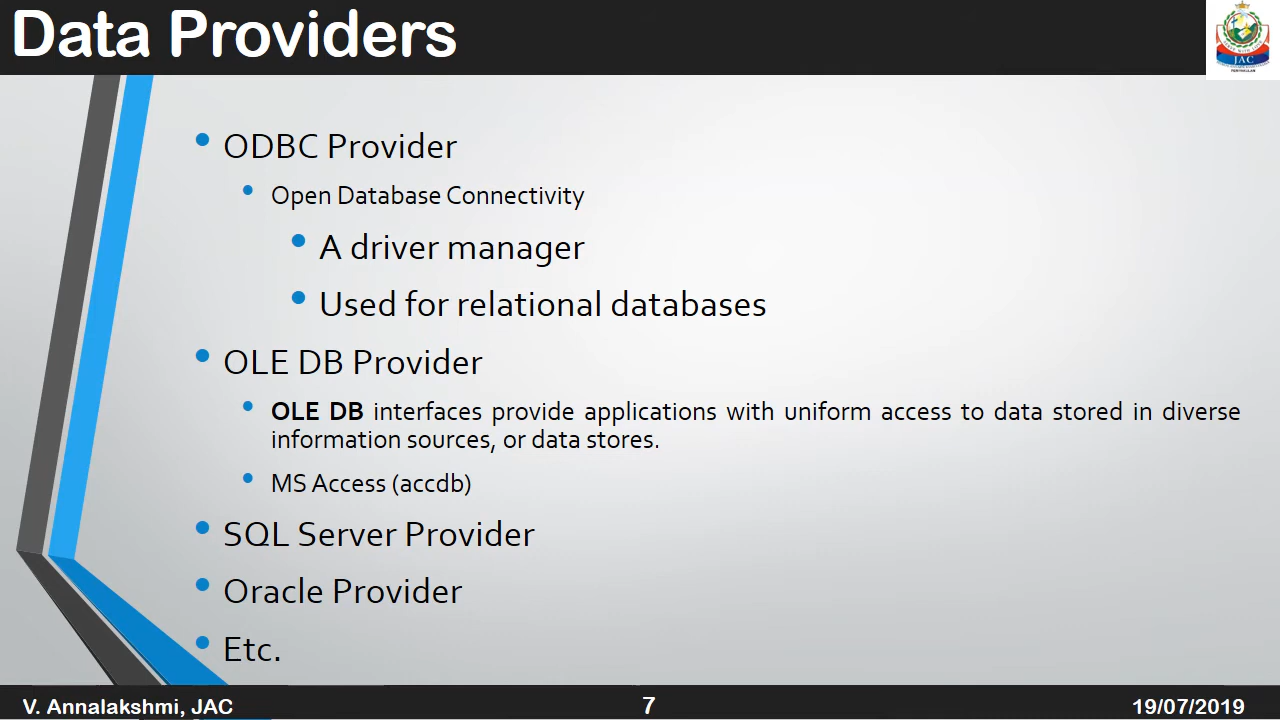 Data Providers
JAC
• ODBC Provider
• Open Database Connectivity
• A driver manager
• Used for relational databases
• OLE DB Provider
• OLE DB interfaces provide applications with uniform access to data stored in diverse
information sources, or data stores.
• MS Access (accdb)
• SQL Server Provider
• Oracle Provider
• Etc.
V. Annalakshmi, JAC
7
19/07/2019